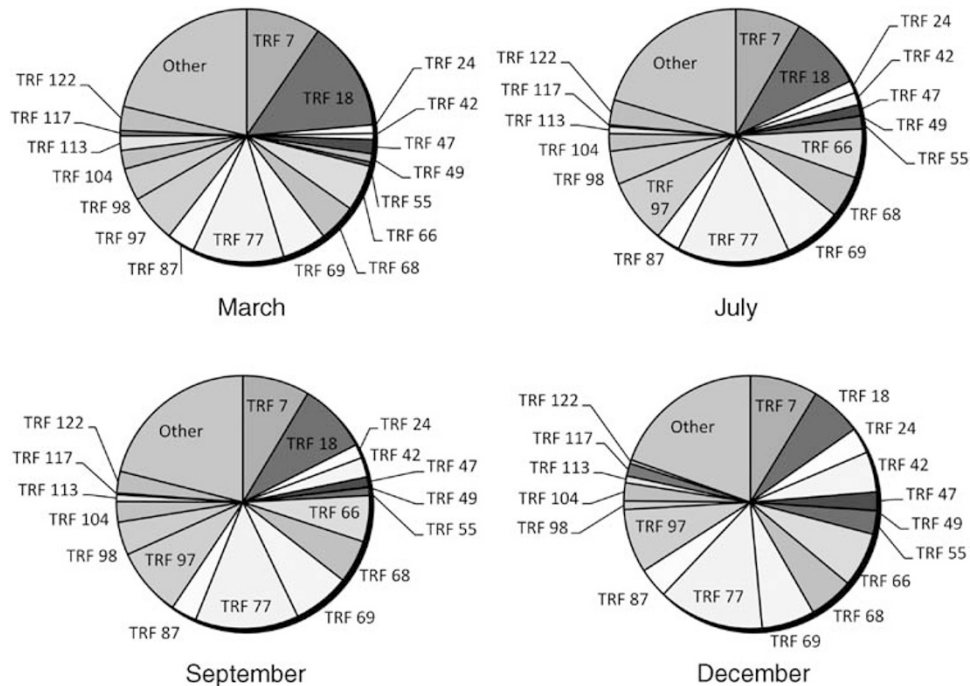 TRF 7
TRF 18
TRF 24
TRF 42
TRF 47
TRF 49
TRF 55
TRF 66
TRF 68
TRF 69
TRF 77
TRF 87
TRF 97
TRF 98
TRF 104
TRF 113
TRF 117
TRF 122
Other
March
TRF 7
TRF 18
TRF 24
TRF 42
TRF 47
TRF 49
TRF 55
TRF 66
TRF 68
TRF 69
TRF 77
TRF 87
TRF
97
TRF 98
TRF 104
TRF 113
TRF 117
TRF 122
Other
July
TRF 7
TRF 18
TRF 24
TRF 42
TRF 47
TRF 49
TRF 55
TRF 66
TRF 68
TRF 69
TRF 77
TRF 87
TRF 97
TRF 98
TRF 104
TRF 113
TRF 117
TRF 122
Other
September
TRF 7
TRF 18
TRF 24
TRF 42
TRF 47
TRF 49
TRF 55
TRF 66
TRF 68
TRF 69
TRF 77
TRF 87
TRF 97
TRF 98
TRF 104
TRF 113
TRF 117
TRF 122
Other
December